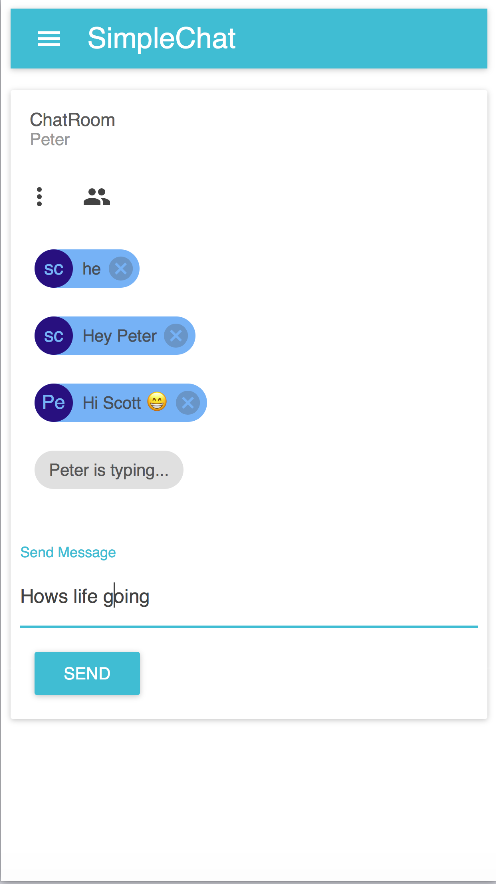 SimpleChat
ChatRoom
Peter
sc he
sc Hey Peter
Pe Hi Scott 😁
Peter is typing...
Send Message
Hows life going
SEND